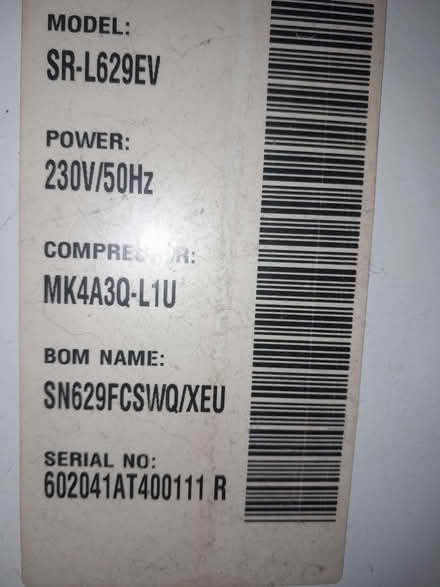 MODEL:
SR-L629EV
POWER:
230V/50Hz
COMPRESSOR:
MK4A3Q-L1U
BOM NAME:
SN629FCSWQ/XEU
SERIAL NO:
602041AT400111 R